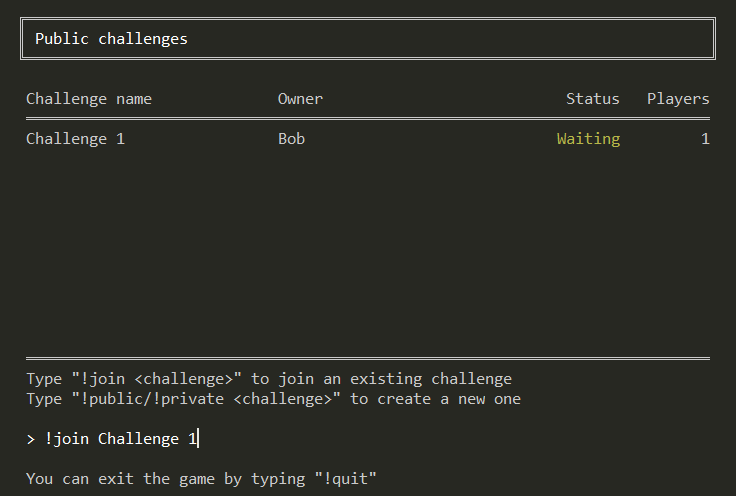 Public challenges
Challenge name Owner Status Players
Challenge 1 Bob Waiting 1
Type "!join <challenge>" to join an existing challenge
Type "!public/!private <challenge>" to create a new one
> !join Challenge 1
You can exit the game by typing "!quit"